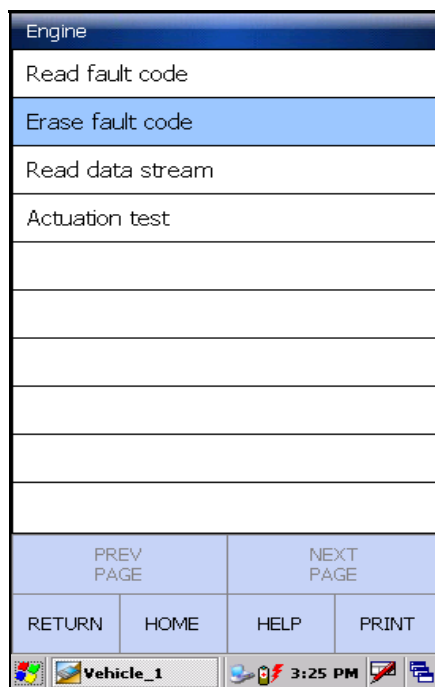 Engine
Read fault code
Erase fault code
Read data stream
Actuation test
PREV NEXT
PAGE PAGE
RETURN HOME HELP PRINT
Vehicle_1 3:25 PM